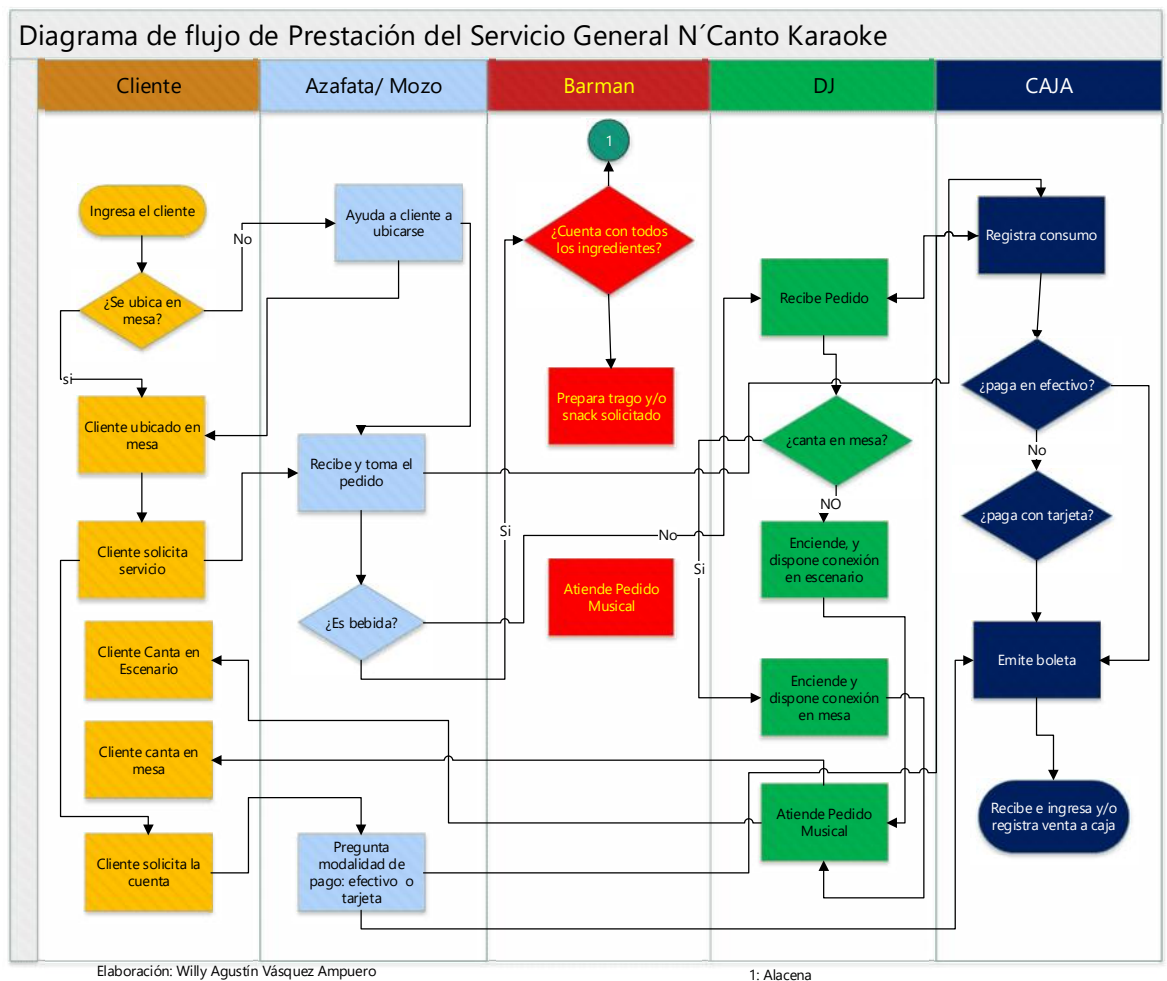 Diagrama de flujo de Prestación del Servicio General N´Canto Karaoke
Cliente
Azafata/ Mozo
Barman
DJ
CAJA
Ingresa el cliente
¿Se ubica en
mesa?
No
si
Cliente ubicado en
mesa
Cliente solicita
servicio
Cliente Canta en
Escenario
Cliente canta en
mesa
Cliente solicita la
cuenta
Ayuda a cliente a
ubicarse
Recibe y toma el
pedido
¿Es bebida?
Pregunta
modalidad de
pago: efectivo o
tarjeta
Si
No
1
¿Cuenta con todos
los ingredientes?
Prepara trago y/o
snack solicitado
Atiende Pedido
Musical
Recibe Pedido
¿canta en mesa?
NO
Si
Enciende, y
dispone conexión
en escenario
Enciende y
dispone conexión
en mesa
Atiende Pedido
Musical
Registra consumo
¿paga en efectivo?
No
¿paga con tarjeta?
Emite boleta
Recibe e ingresa y/o
registra venta a caja
Elaboración: Willy Agustín Vásquez Ampuero
1: Alacena